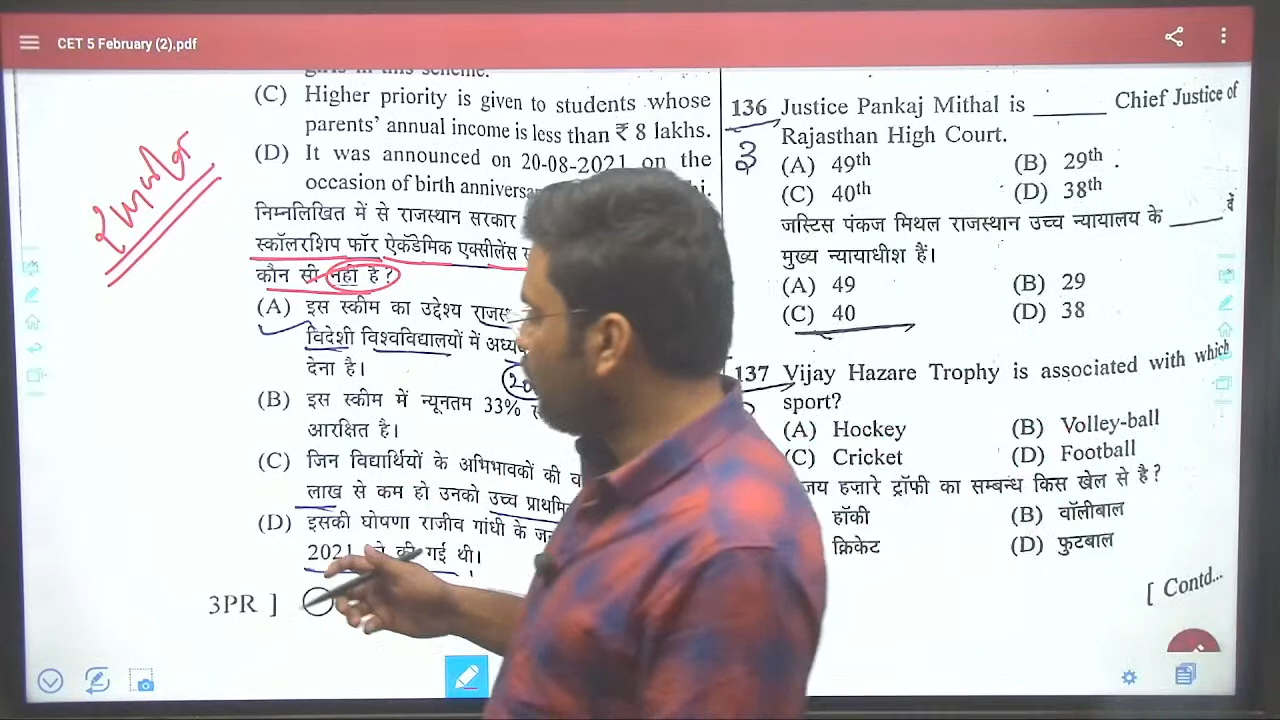 CET 5 February (2).pdf
girls in this scheme.
(C) Higher priority is given to students whose
parents' annual income is less than ₹ 8 lakhs.
(D) It was announced on 20-08-2021 on the
occasion of birth
निम्नलिखित में से राजस्थान सरकार
स्कॉलरशिप फॉर ऐकेडेमिक एक्सीलेंस
कौन सी नहीं है ?
(A) इस स्कीम का उद्देश्य
विदेशी विश्वविद्यालयों में
देना है।
(B) इस स्कीम में न्यूनतम 33%
आरक्षित है।
(C) जिन विद्यार्थियों के अभिभावकों की
लाख से कम हो उनको उच्च
(D) इसकी घोषणा राजीव गांधी के
2021 की गई थी।
3PR ]
136 Justice Pankaj Mithal is ______ Chief Justice of
Rajasthan High Court.
3
(A) 49th (B) 29th .
(C) 40th (D) 38th
जस्टिस पंकज मिथल राजस्थान उच्च न्यायालय के ______ वें
मुख्य न्यायाधीश हैं।
(A) 49 (B) 29
(C) 40 (D) 38
137 Vijay Hazare Trophy is associated with which
sport?
(A) Hockey (B) Volley-ball
(C) Cricket (D) Football
हज़ारे ट्रॉफी का सम्बन्ध किस खेल से है ?
हॉकी (B) वॉलीबाल
क्रिकेट (D) फुटबाल
[ Contd...